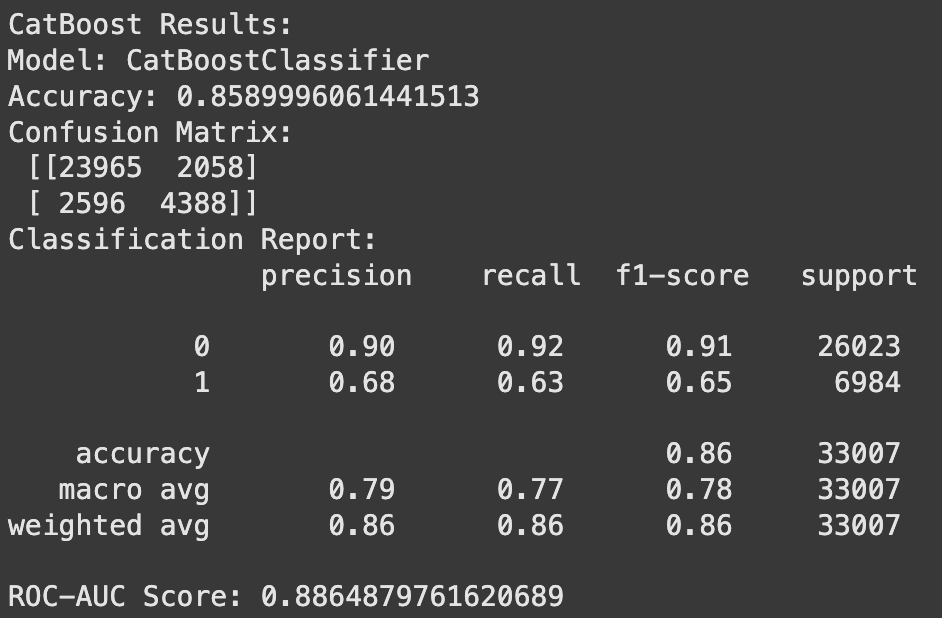 CatBoost Results:
Model: CatBoostClassifier
Accuracy: 0.8589996061441513
Confusion Matrix:
[[23965 2058]
[ 2596 4388]]
Classification Report:
precision recall f1-score support
0 0.90 0.92 0.91 26023
1 0.68 0.63 0.65 6984
accuracy 0.86 33007
macro avg 0.79 0.77 0.78 33007
weighted avg 0.86 0.86 0.86 33007
ROC-AUC Score: 0.8864879761620689